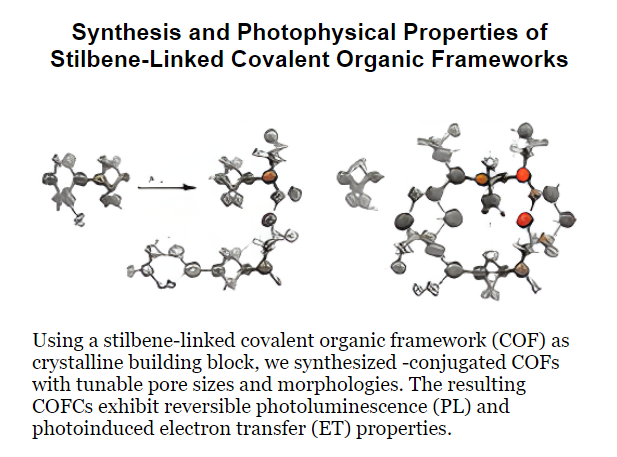 Synthesis and Photophysical Properties of
Stilbene-Linked Covalent Organic Frameworks
Using a stilbene-linked covalent organic framework (COF) as
crystalline building block, we synthesized -conjugated COFs
with tunable pore sizes and morphologies. The resulting
COFCs exhibit reversible photoluminescence (PL) and
photoinduced electron transfer (ET) properties.